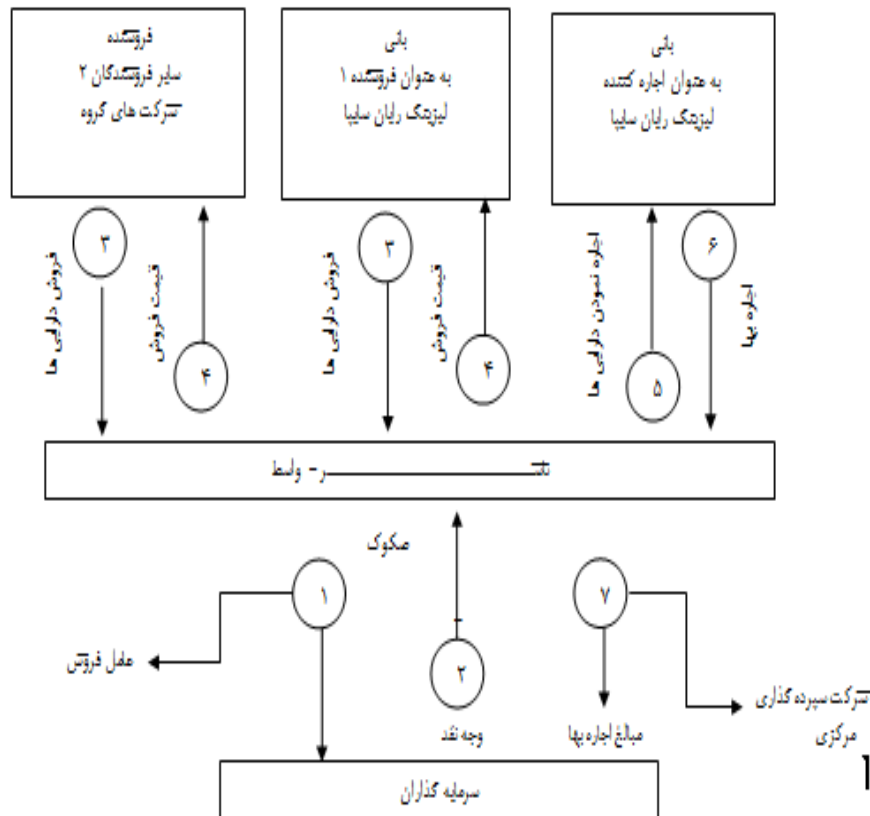 فروشنده
سایر فروشندگان ۲
شرکت های گروه
بانی
به عنوان فروشنده ۱
لیزینگ رایان سایپا
بانی
به عنوان اجاره کننده
لیزینگ رایان سایپا
۳
فروش دارایی ها
قیمت فروش
۴
۳
فروش دارایی ها
قیمت فروش
۴
اجاره نمودن دارایی ها
۵
۶
اجاره بها
ناشر - واسط
صکوک
۱
عامل فروش
۲
وجه نقد
۷
مبالغ اجاره بها
شرکت سپرده گذاری
مرکزی
سرمایه گذاران